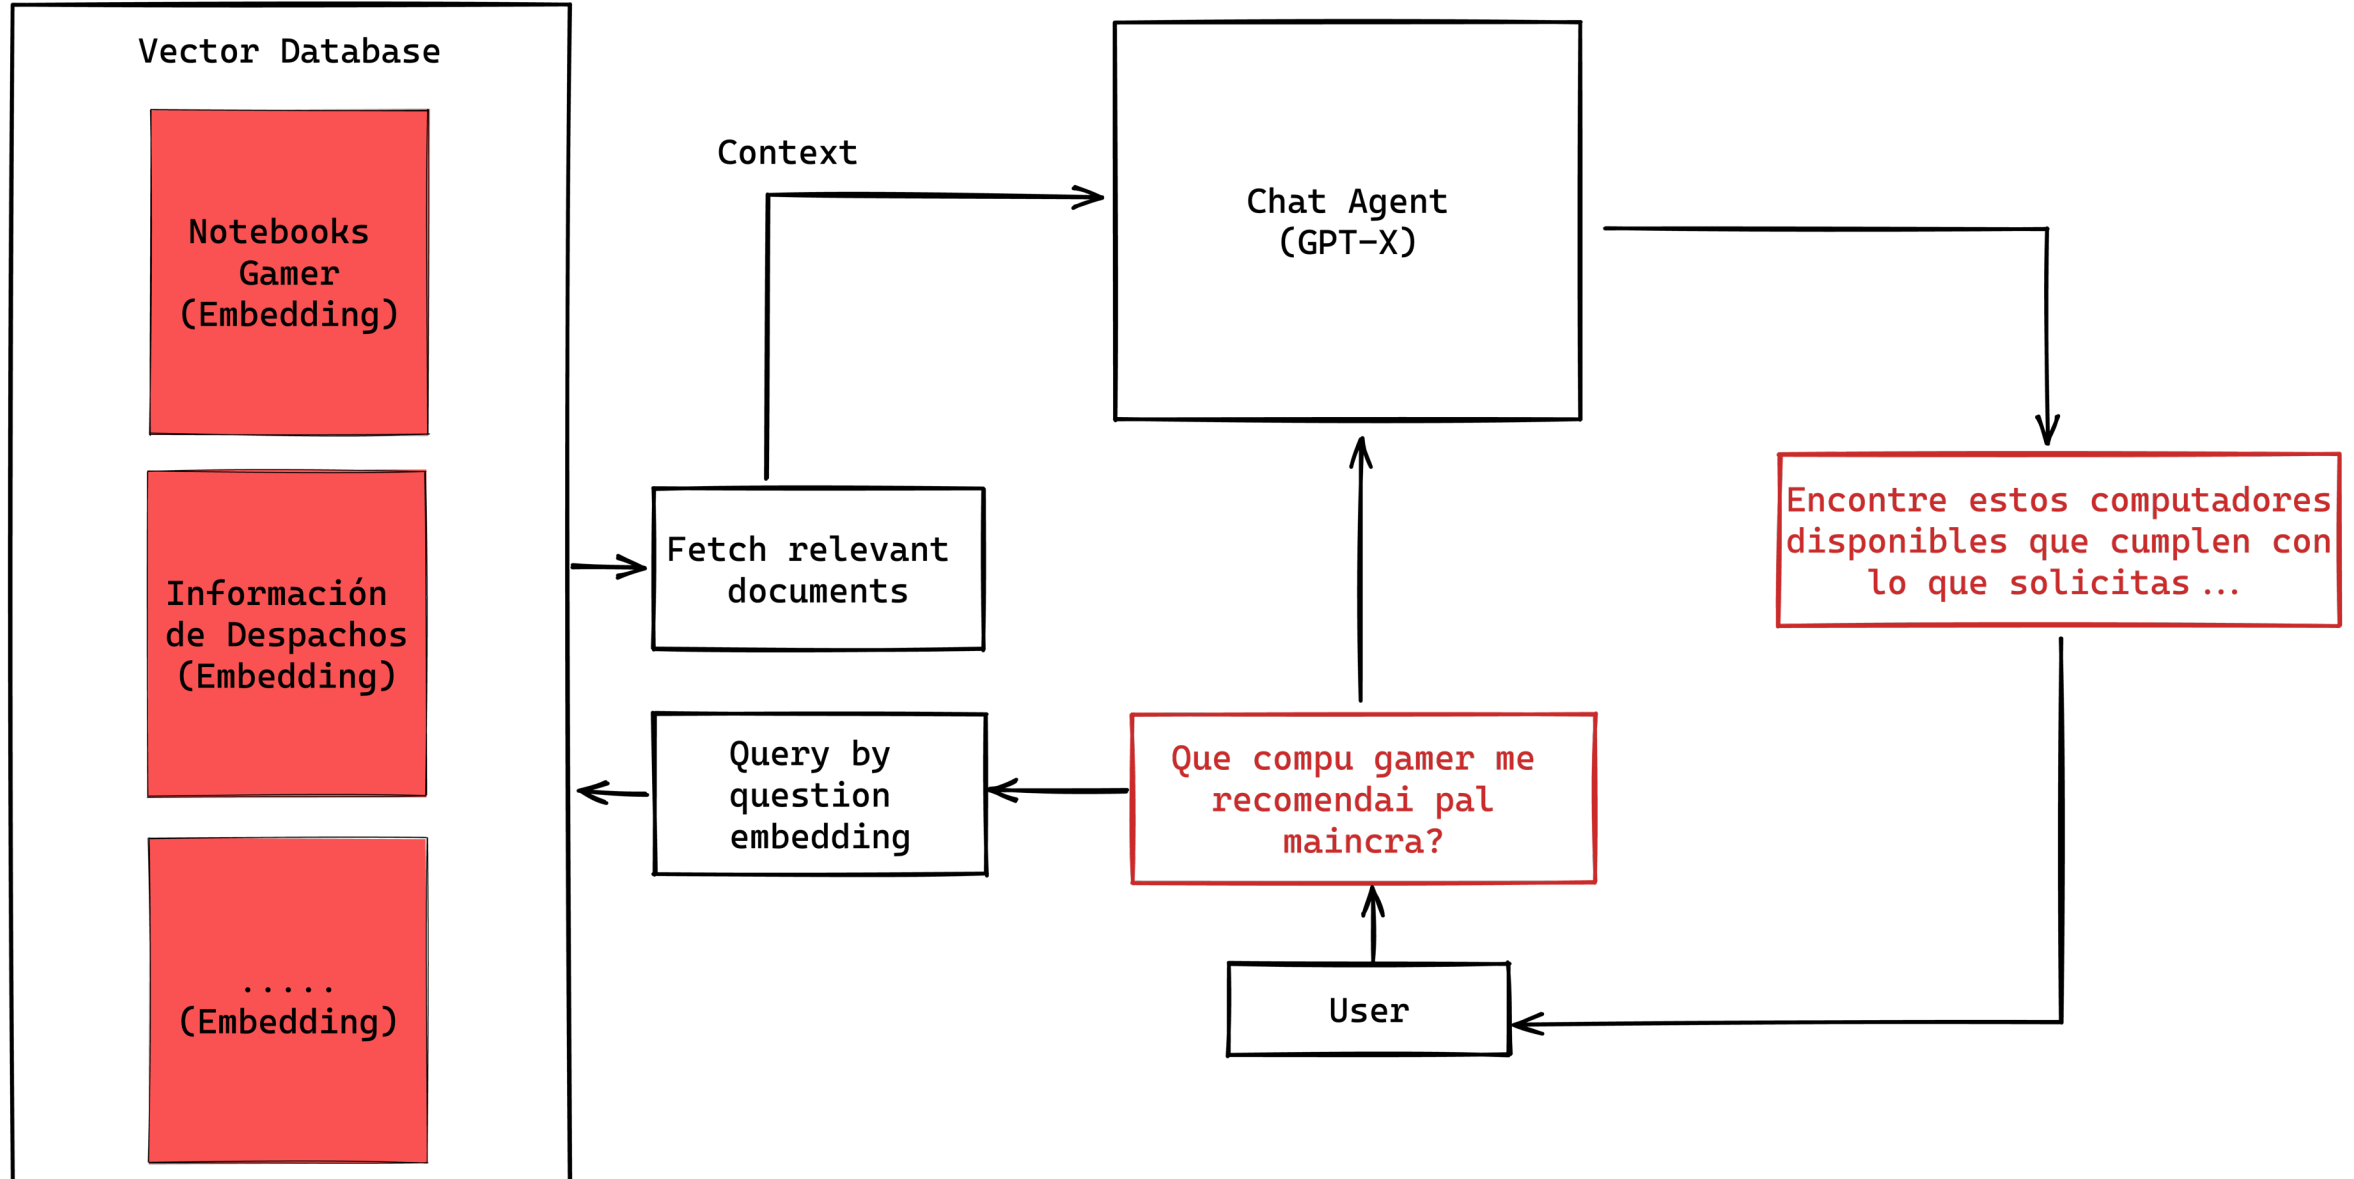 Vector Database
Notebooks
Gamer
(Embedding)
Información
de Despachos
(Embedding)
.....
(Embedding)
Context
Fetch relevant
documents
Query by
question
embedding
Chat Agent
(GPT-X)
Que compu gamer me
recomendai pal
maincra?
User
Encontre estos computadores
disponibles que cumplen con
lo que solicitas...